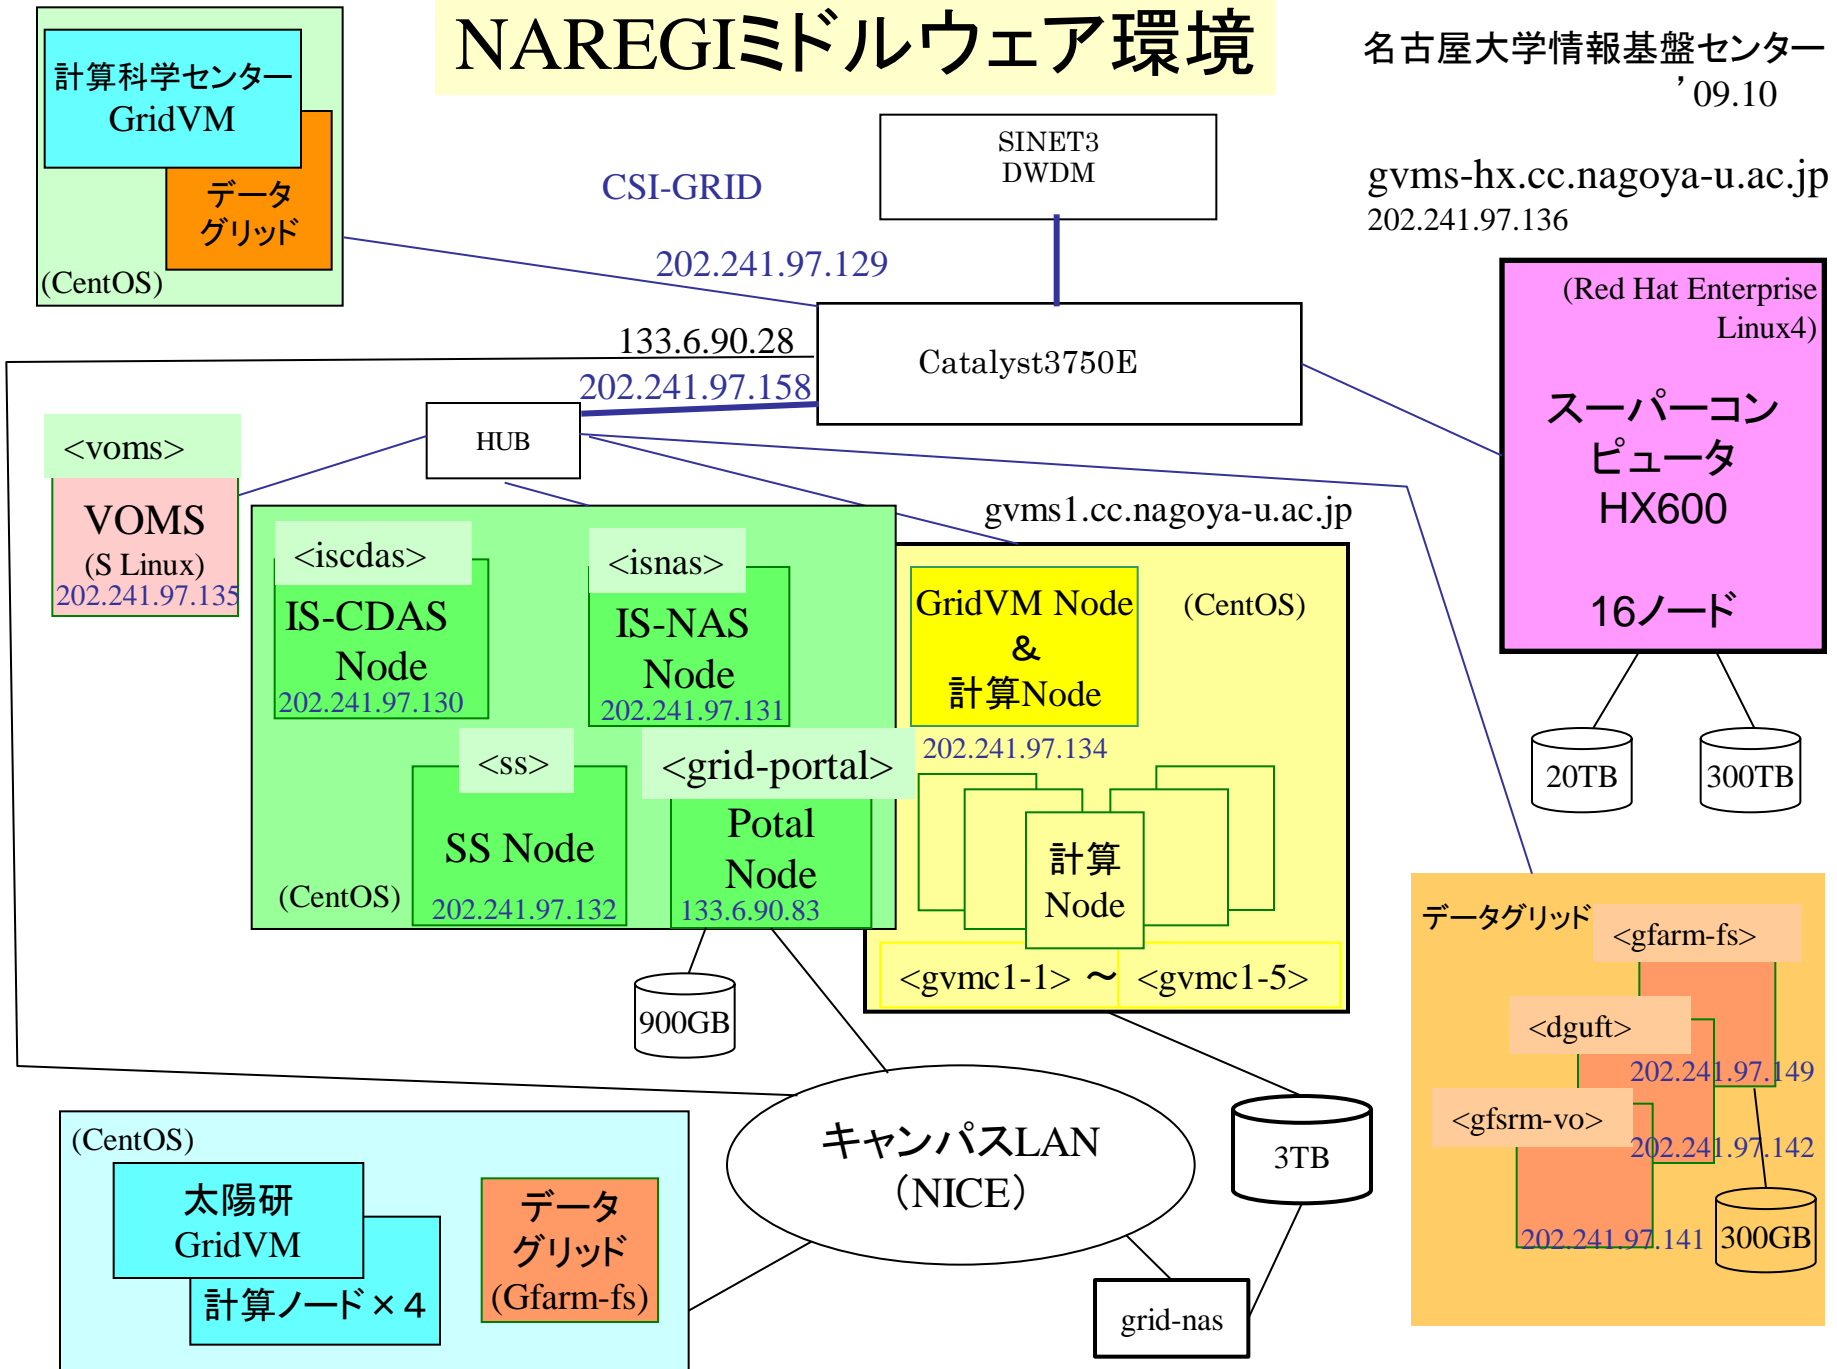 NAREGIミドルウェア環境
名古屋大学情報基盤センター
’09.10
計算科学センター
GridVM
データ
グリッド
(CentOS)
CSI-GRID
SINET3
DWDM
gvms-hx.cc.nagoya-u.ac.jp
202.241.97.136
202.241.97.129
133.6.90.28
202.241.97.158
Catalyst3750E
(Red Hat Enterprise
Linux4)
スーパーコン
ピュータ
HX600
16ノード
20TB
300TB
HUB
<voms>
VOMS
(S Linux)
202.241.97.135
<iscdas>
IS-CDAS
Node
202.241.97.130
<isnas>
IS-NAS
Node
202.241.97.131
<ss>
SS Node
202.241.97.132
<grid-portal>
Potal
Node
133.6.90.83
(CentOS)
900GB
gvms1.cc.nagoya-u.ac.jp
GridVM Node
&
計算Node
(CentOS)
202.241.97.134
計算
Node
<gvmc1-1> ～ <gvmc1-5>
データグリッド
<gfarm-fs>
<dguft>
202.241.97.149
<gfsrm-vo>
202.241.97.142
202.241.97.141
300GB
キャンパスLAN
（NICE）
3TB
grid-nas
(CentOS)
太陽研
GridVM
計算ノード×４
データ
グリッド
(Gfarm-fs)